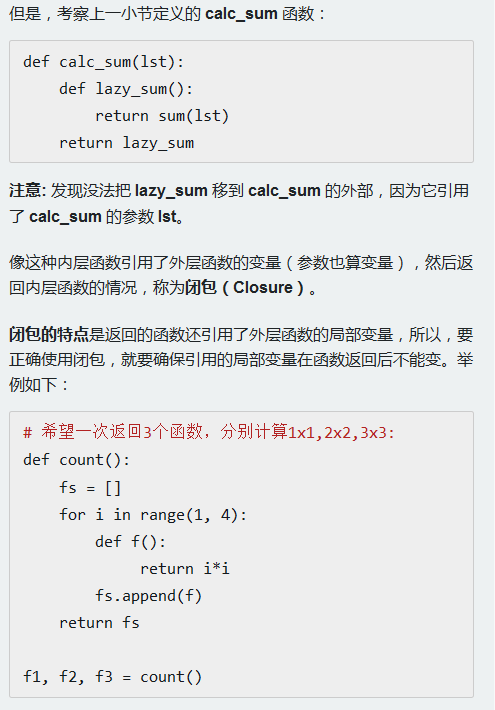 但是，考察上一小节定义的 calc_sum 函数：
def calc_sum(lst):
    def lazy_sum():
        return sum(lst)
    return lazy_sum
注意: 发现没法把 lazy_sum 移到 calc_sum 的外部，因为它引用
了 calc_sum 的参数 lst。
像这种内层函数引用了外层函数的变量（参数也算变量），然后返
回内层函数的情况，称为闭包（Closure）。
闭包的特点是返回的函数还引用了外层函数的局部变量，所以，要
正确使用闭包，就要确保引用的局部变量在函数返回后不能变。举
例如下：
# 希望一次返回3个函数，分别计算1x1,2x2,3x3:
def count():
    fs = []
    for i in range(1, 4):
        def f():
             return i*i
        fs.append(f)
    return fs
f1, f2, f3 = count()